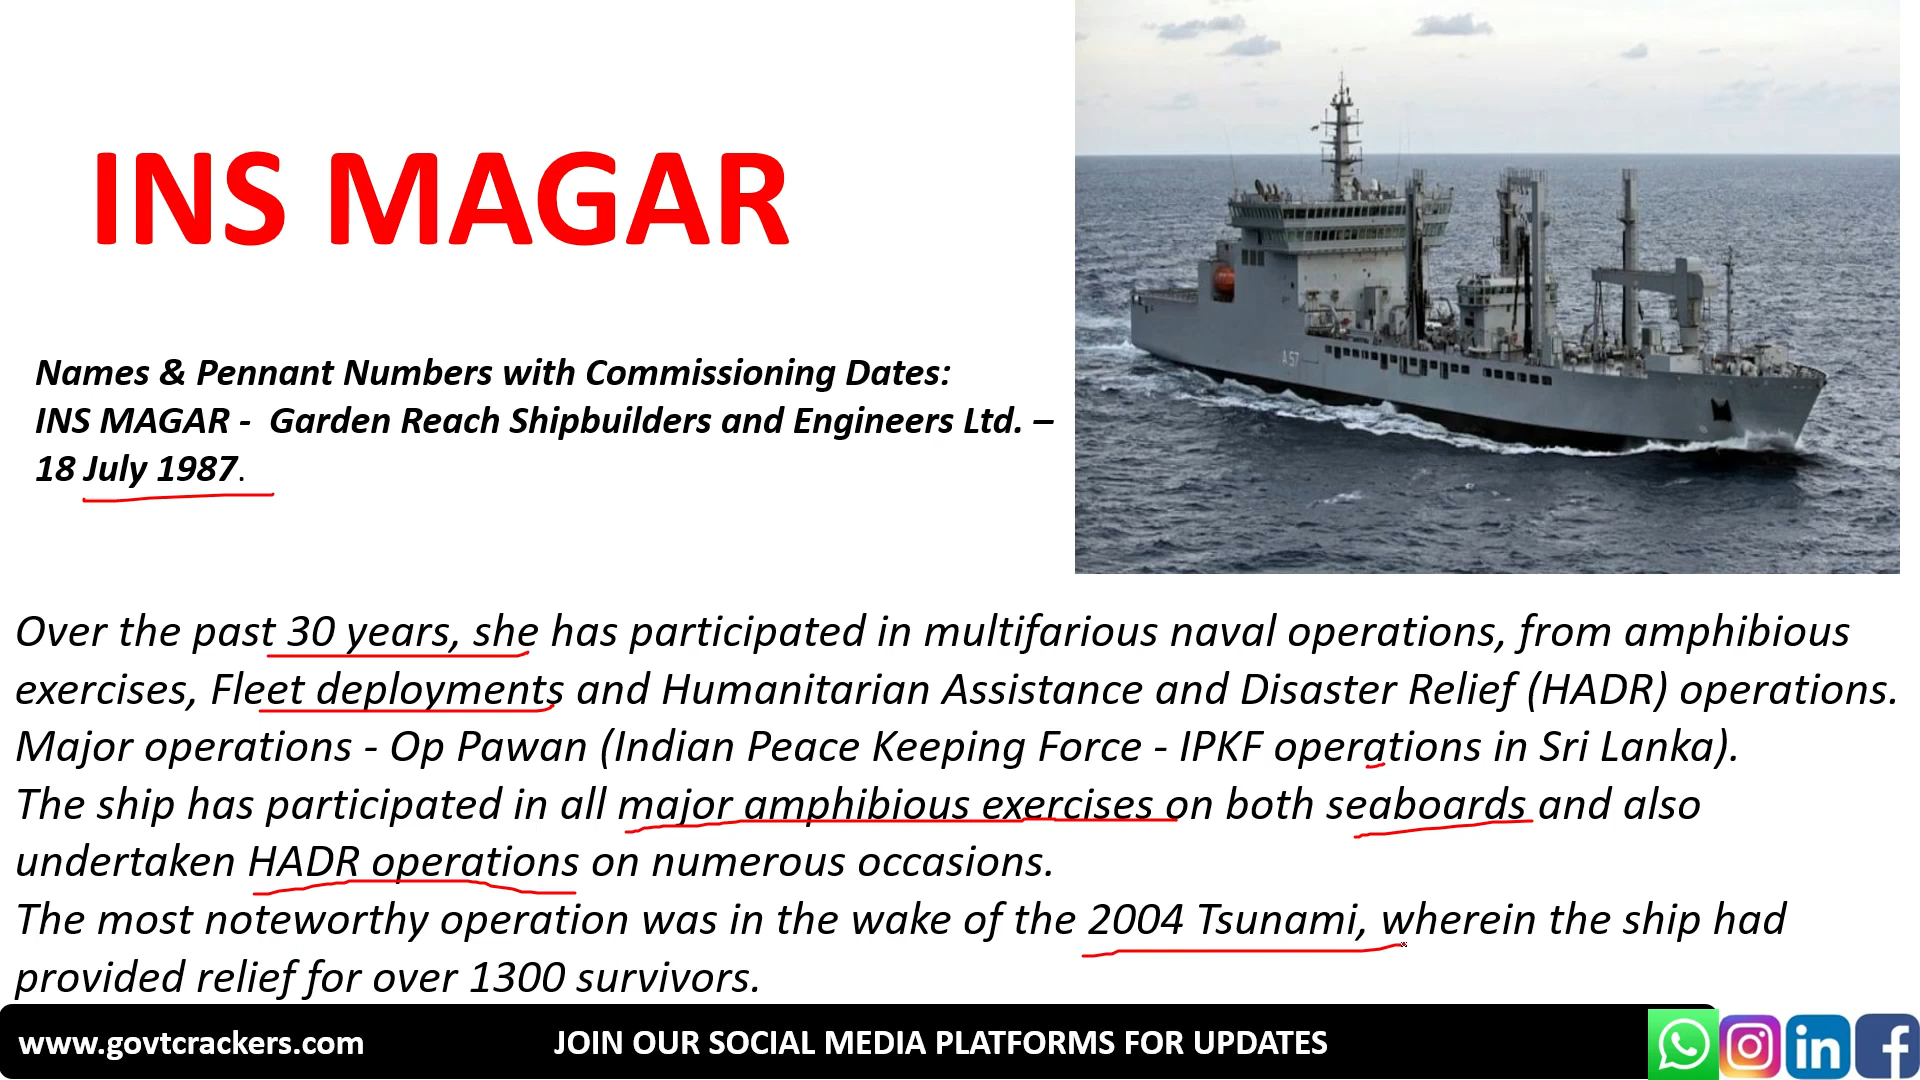 INS MAGAR
Names & Pennant Numbers with Commissioning Dates:
INS MAGAR - Garden Reach Shipbuilders and Engineers Ltd. –
18 July 1987.
A57
Over the past 30 years, she has participated in multifarious naval operations, from amphibious
exercises, Fleet deployments and Humanitarian Assistance and Disaster Relief (HADR) operations.
Major operations - Op Pawan (Indian Peace Keeping Force - IPKF operations in Sri Lanka).
The ship has participated in all major amphibious exercises on both seaboards and also
undertaken HADR operations on numerous occasions.
The most noteworthy operation was in the wake of the 2004 Tsunami, wherein the ship had
provided relief for over 1300 survivors.
www.govtcrackers.com JOIN OUR SOCIAL MEDIA PLATFORMS FOR UPDATES